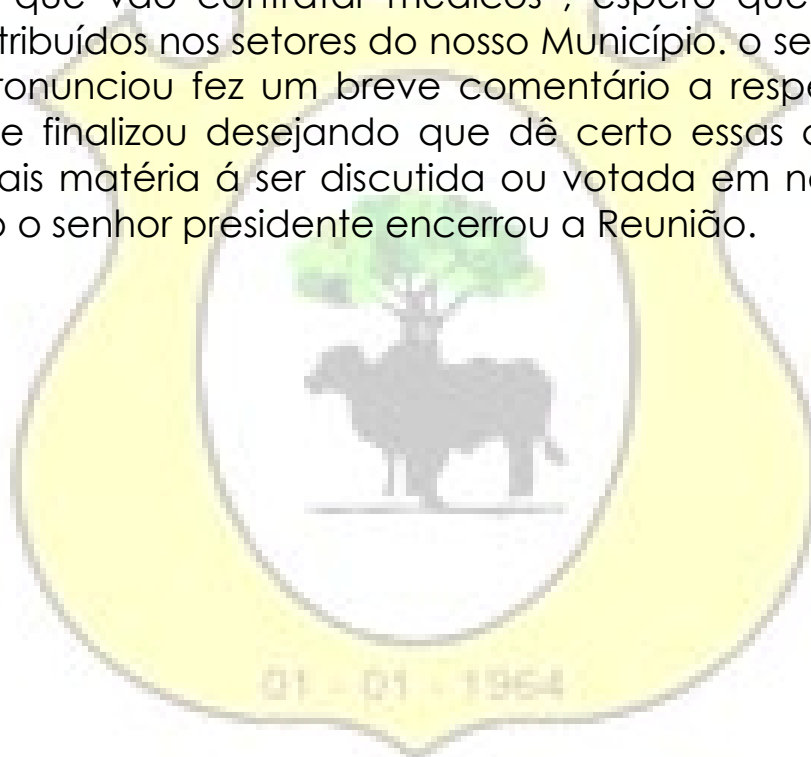 que vão contratar médicos , espero que
tribuídos nos setores do nosso Município. o se
ronunciou fez um breve comentário a respe
e finalizou desejando que dê certo essas
ais matéria á ser discutida ou votada em n
o senhor presidente encerrou a Reunião.
01 - 01 - 1964